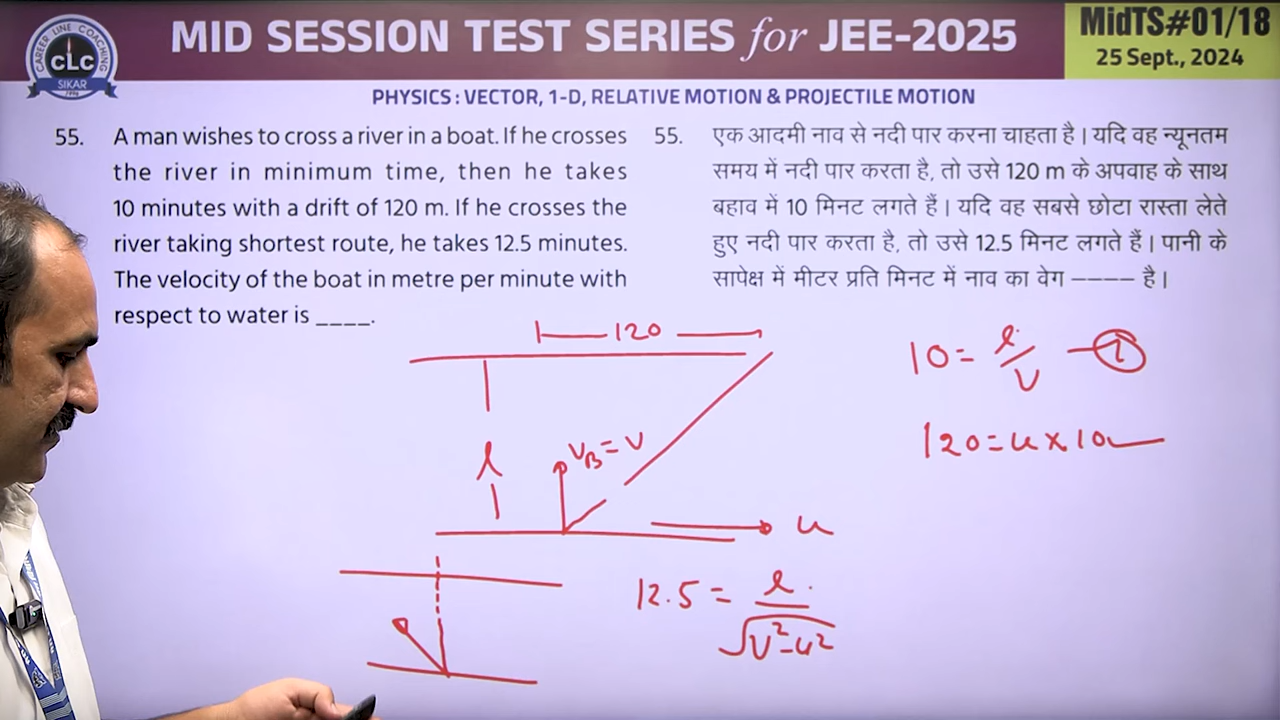 CAREER LINE COACHING
CLC
SIKAR
1996
MID SESSION TEST SERIES for JEE-2025
MidTS#01/18
25 Sept., 2024
PHYSICS : VECTOR, 1-D, RELATIVE MOTION & PROJECTILE MOTION
55. A man wishes to cross a river in a boat. If he crosses
the river in minimum time, then he takes
10 minutes with a drift of 120 m. If he crosses the
river taking shortest route, he takes 12.5 minutes.
The velocity of the boat in metre per minute with
respect to water is ____.
55. एक आदमी नाव से नदी पार करना चाहता है। यदि वह न्यूनतम
समय में नदी पार करता है, तो उसे 120 m के अपवाह के साथ
बहाव में 10 मिनट लगते हैं। यदि वह सबसे छोटा रास्ता लेते
हुए नदी पार करता है, तो उसे 12.5 मिनट लगते हैं। पानी के
सापेक्ष में मीटर प्रति मिनट में नाव का वेग ———— है।
120
l
V_B = V
u
10 = l/V — ①
120 = u × 10
12.5 = l/√(V²-u²)